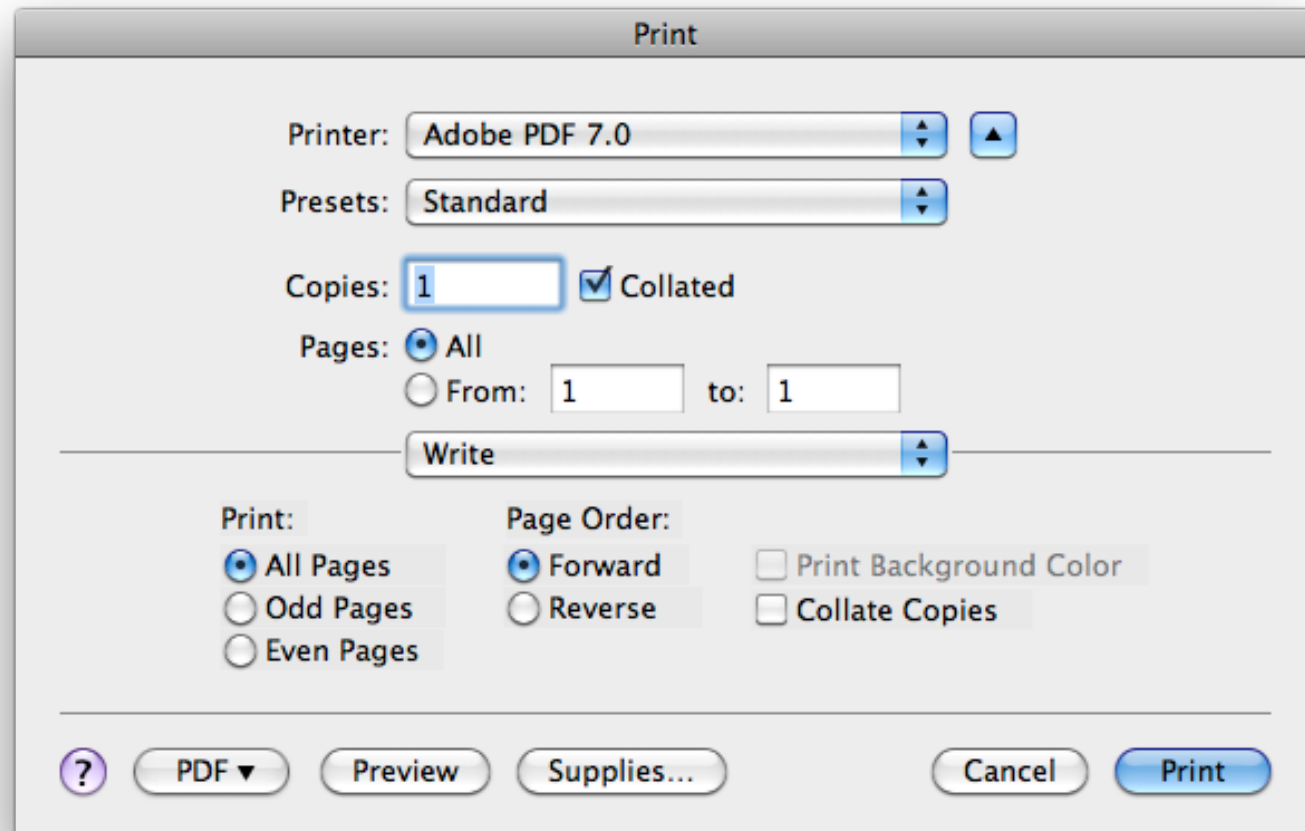 Print
Printer: Adobe PDF 7.0
Presets: Standard
Copies: 1 Collated
Pages: All
From: 1 to: 1
Write
Print: Page Order:
All Pages Forward Print Background Color
Odd Pages Reverse Collate Copies
Even Pages
? PDF Preview Supplies... Cancel Print